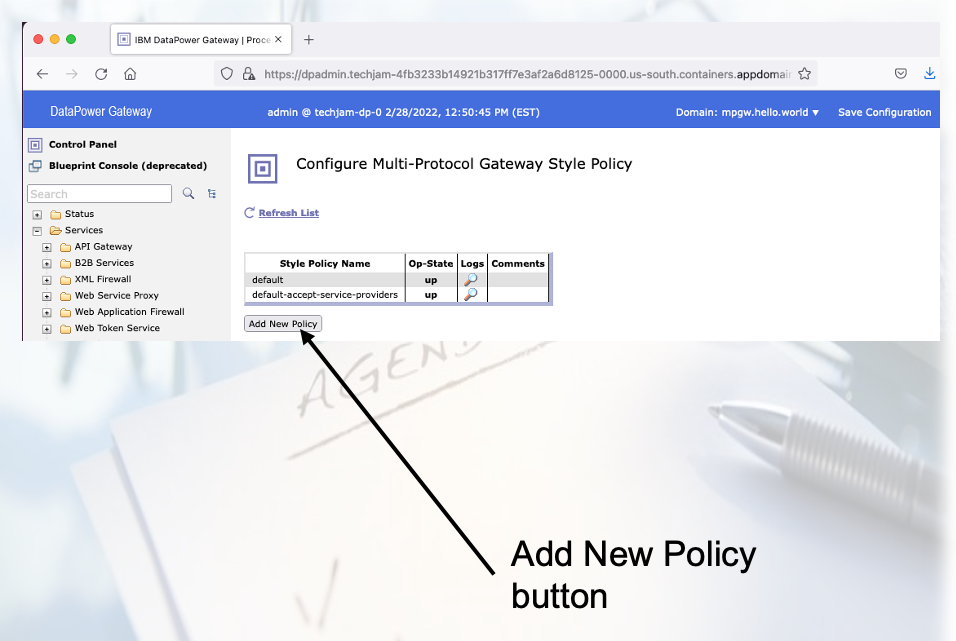 IBM DataPower Gateway | Proce
https://dpadmin.techjam-4fb3233b14921b317ff7e3af2a6d8125-0000.us-south.containers.appdomai
DataPower Gateway
admin @ techjam-dp-0 2/28/2022, 12:50:45 PM (EST)
Domain: mpgw.hello.world
Save Configuration
Control Panel
Blueprint Console (deprecated)
Search
Status
Services
API Gateway
B2B Services
XML Firewall
Web Service Proxy
Web Application Firewall
Web Token Service
Configure Multi-Protocol Gateway Style Policy
Refresh List
Style Policy Name Op-State Logs Comments
default up
default-accept-service-providers up
Add New Policy
AGENDA
Add New Policy
button